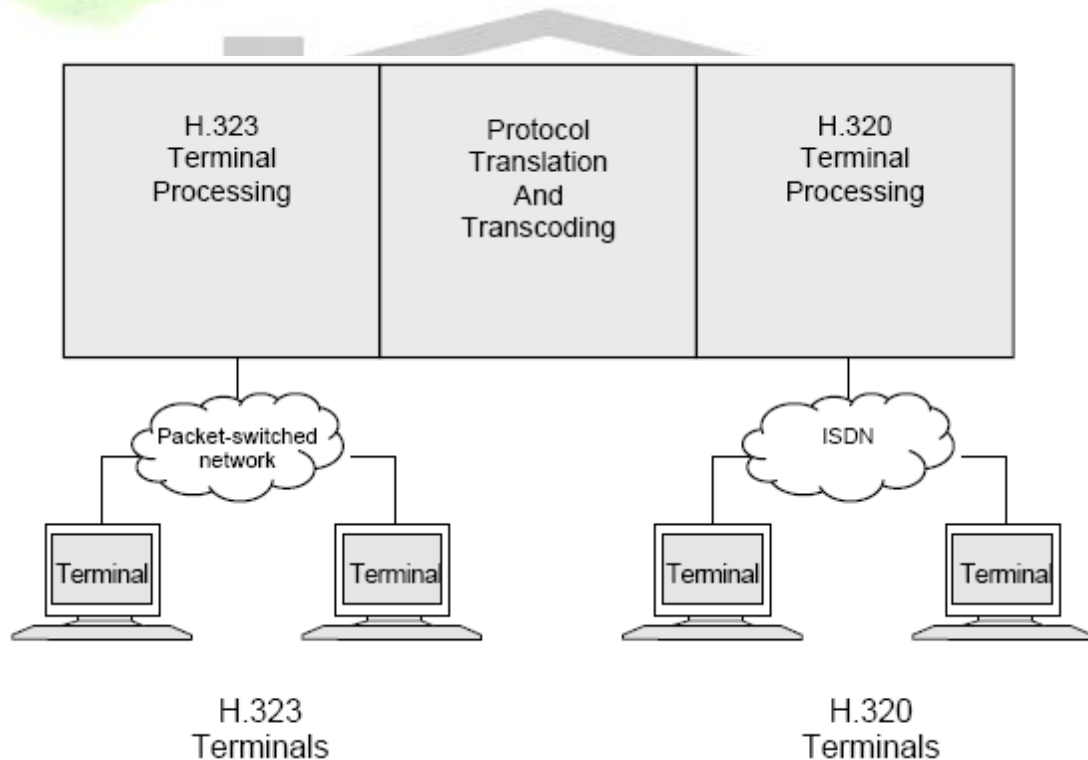 H.323
Terminal
Processing
Protocol
Translation
And
Transcoding
H.320
Terminal
Processing
Packet-switched
network
ISDN
Terminal
Terminal
Terminal
Terminal
H.323
Terminals
H.320
Terminals